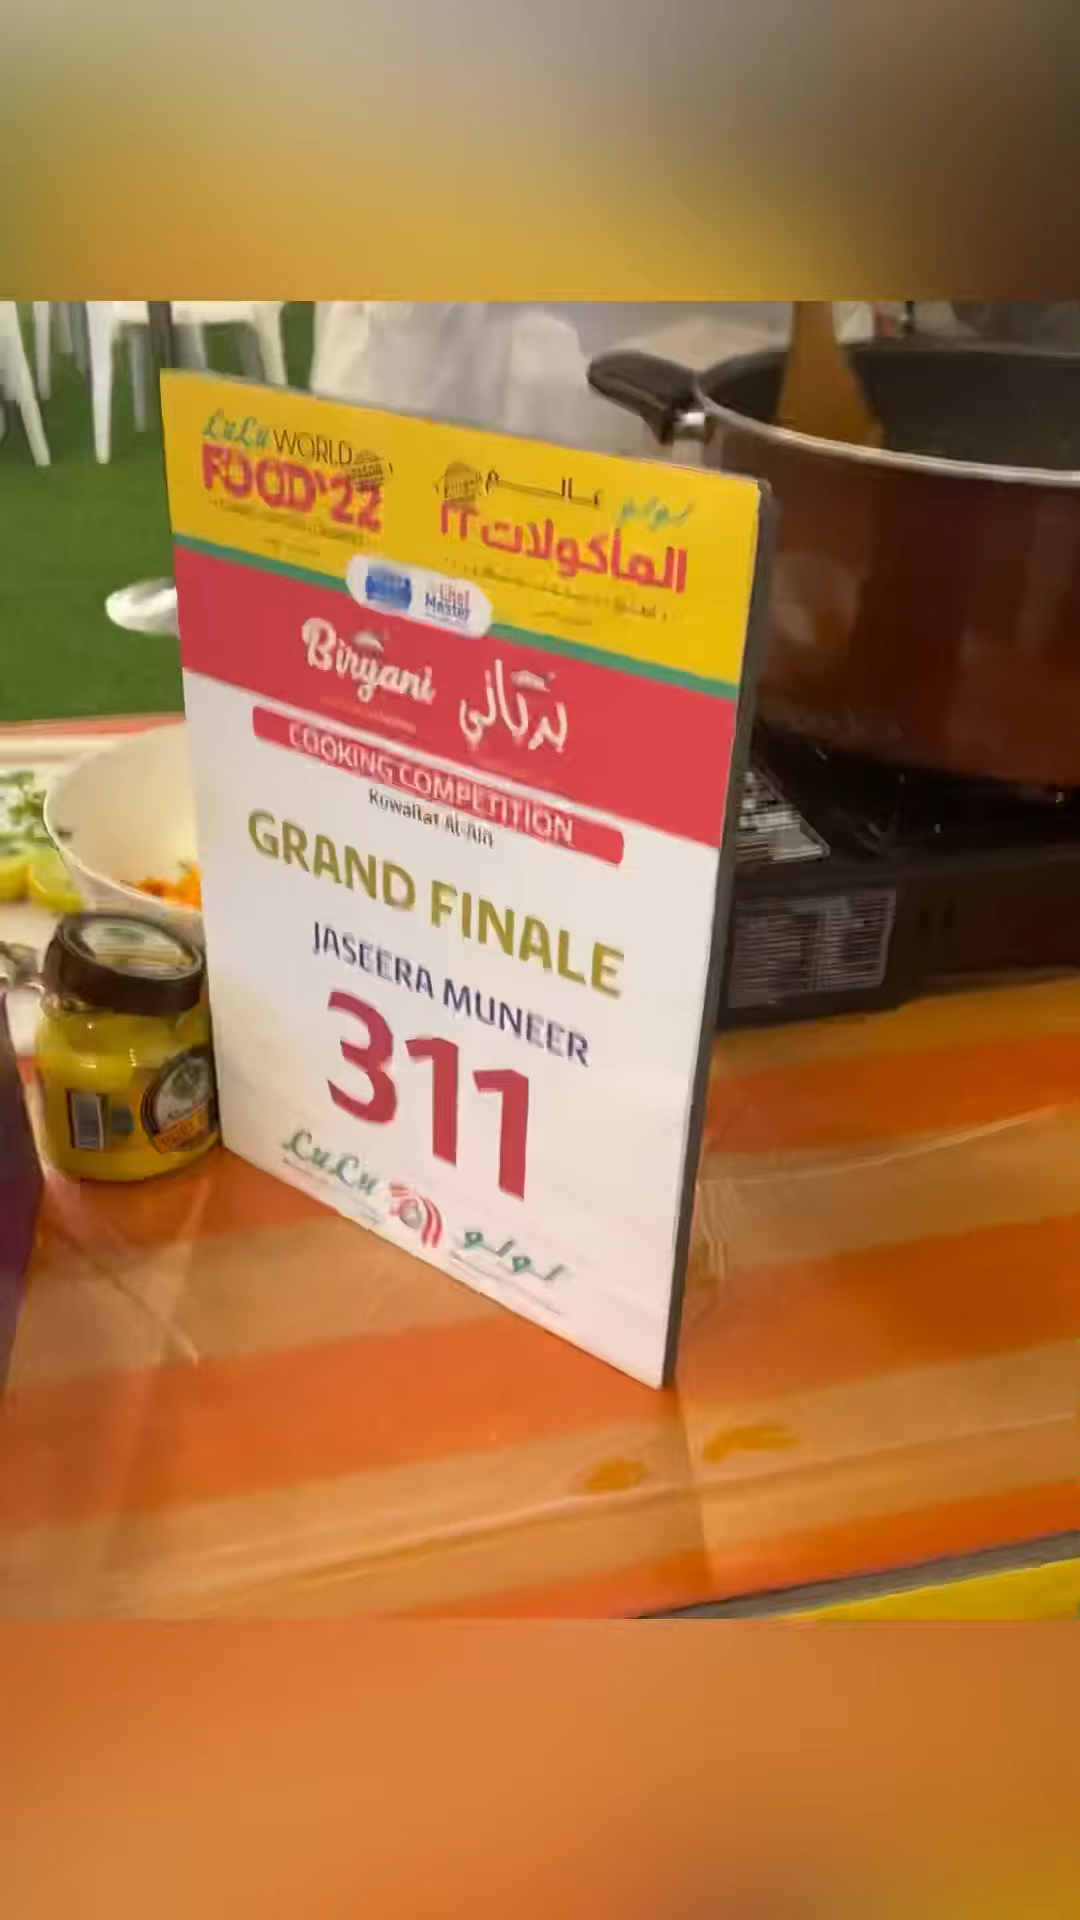 LuLu WORLD
FOOD'22
لولو عالم
المأكولات ٢٢
Chef
Master
Biryani
برياني
COOKING COMPETITION
Kuwaitat Al-Ain
GRAND FINALE
JASEERA MUNEER
311
LuLu
لولو